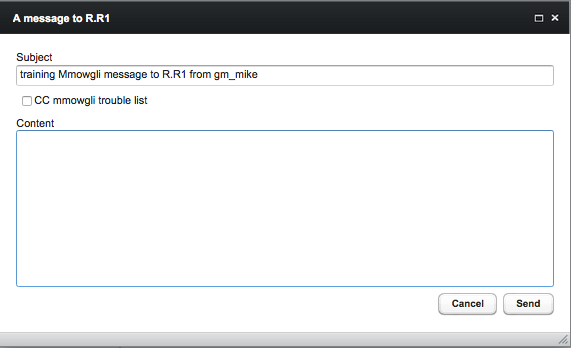 A message to R.R1
Subject
training Mmowgli message to R.R1 from gm_mike
CC mmowgli trouble list
Content
Cancel Send